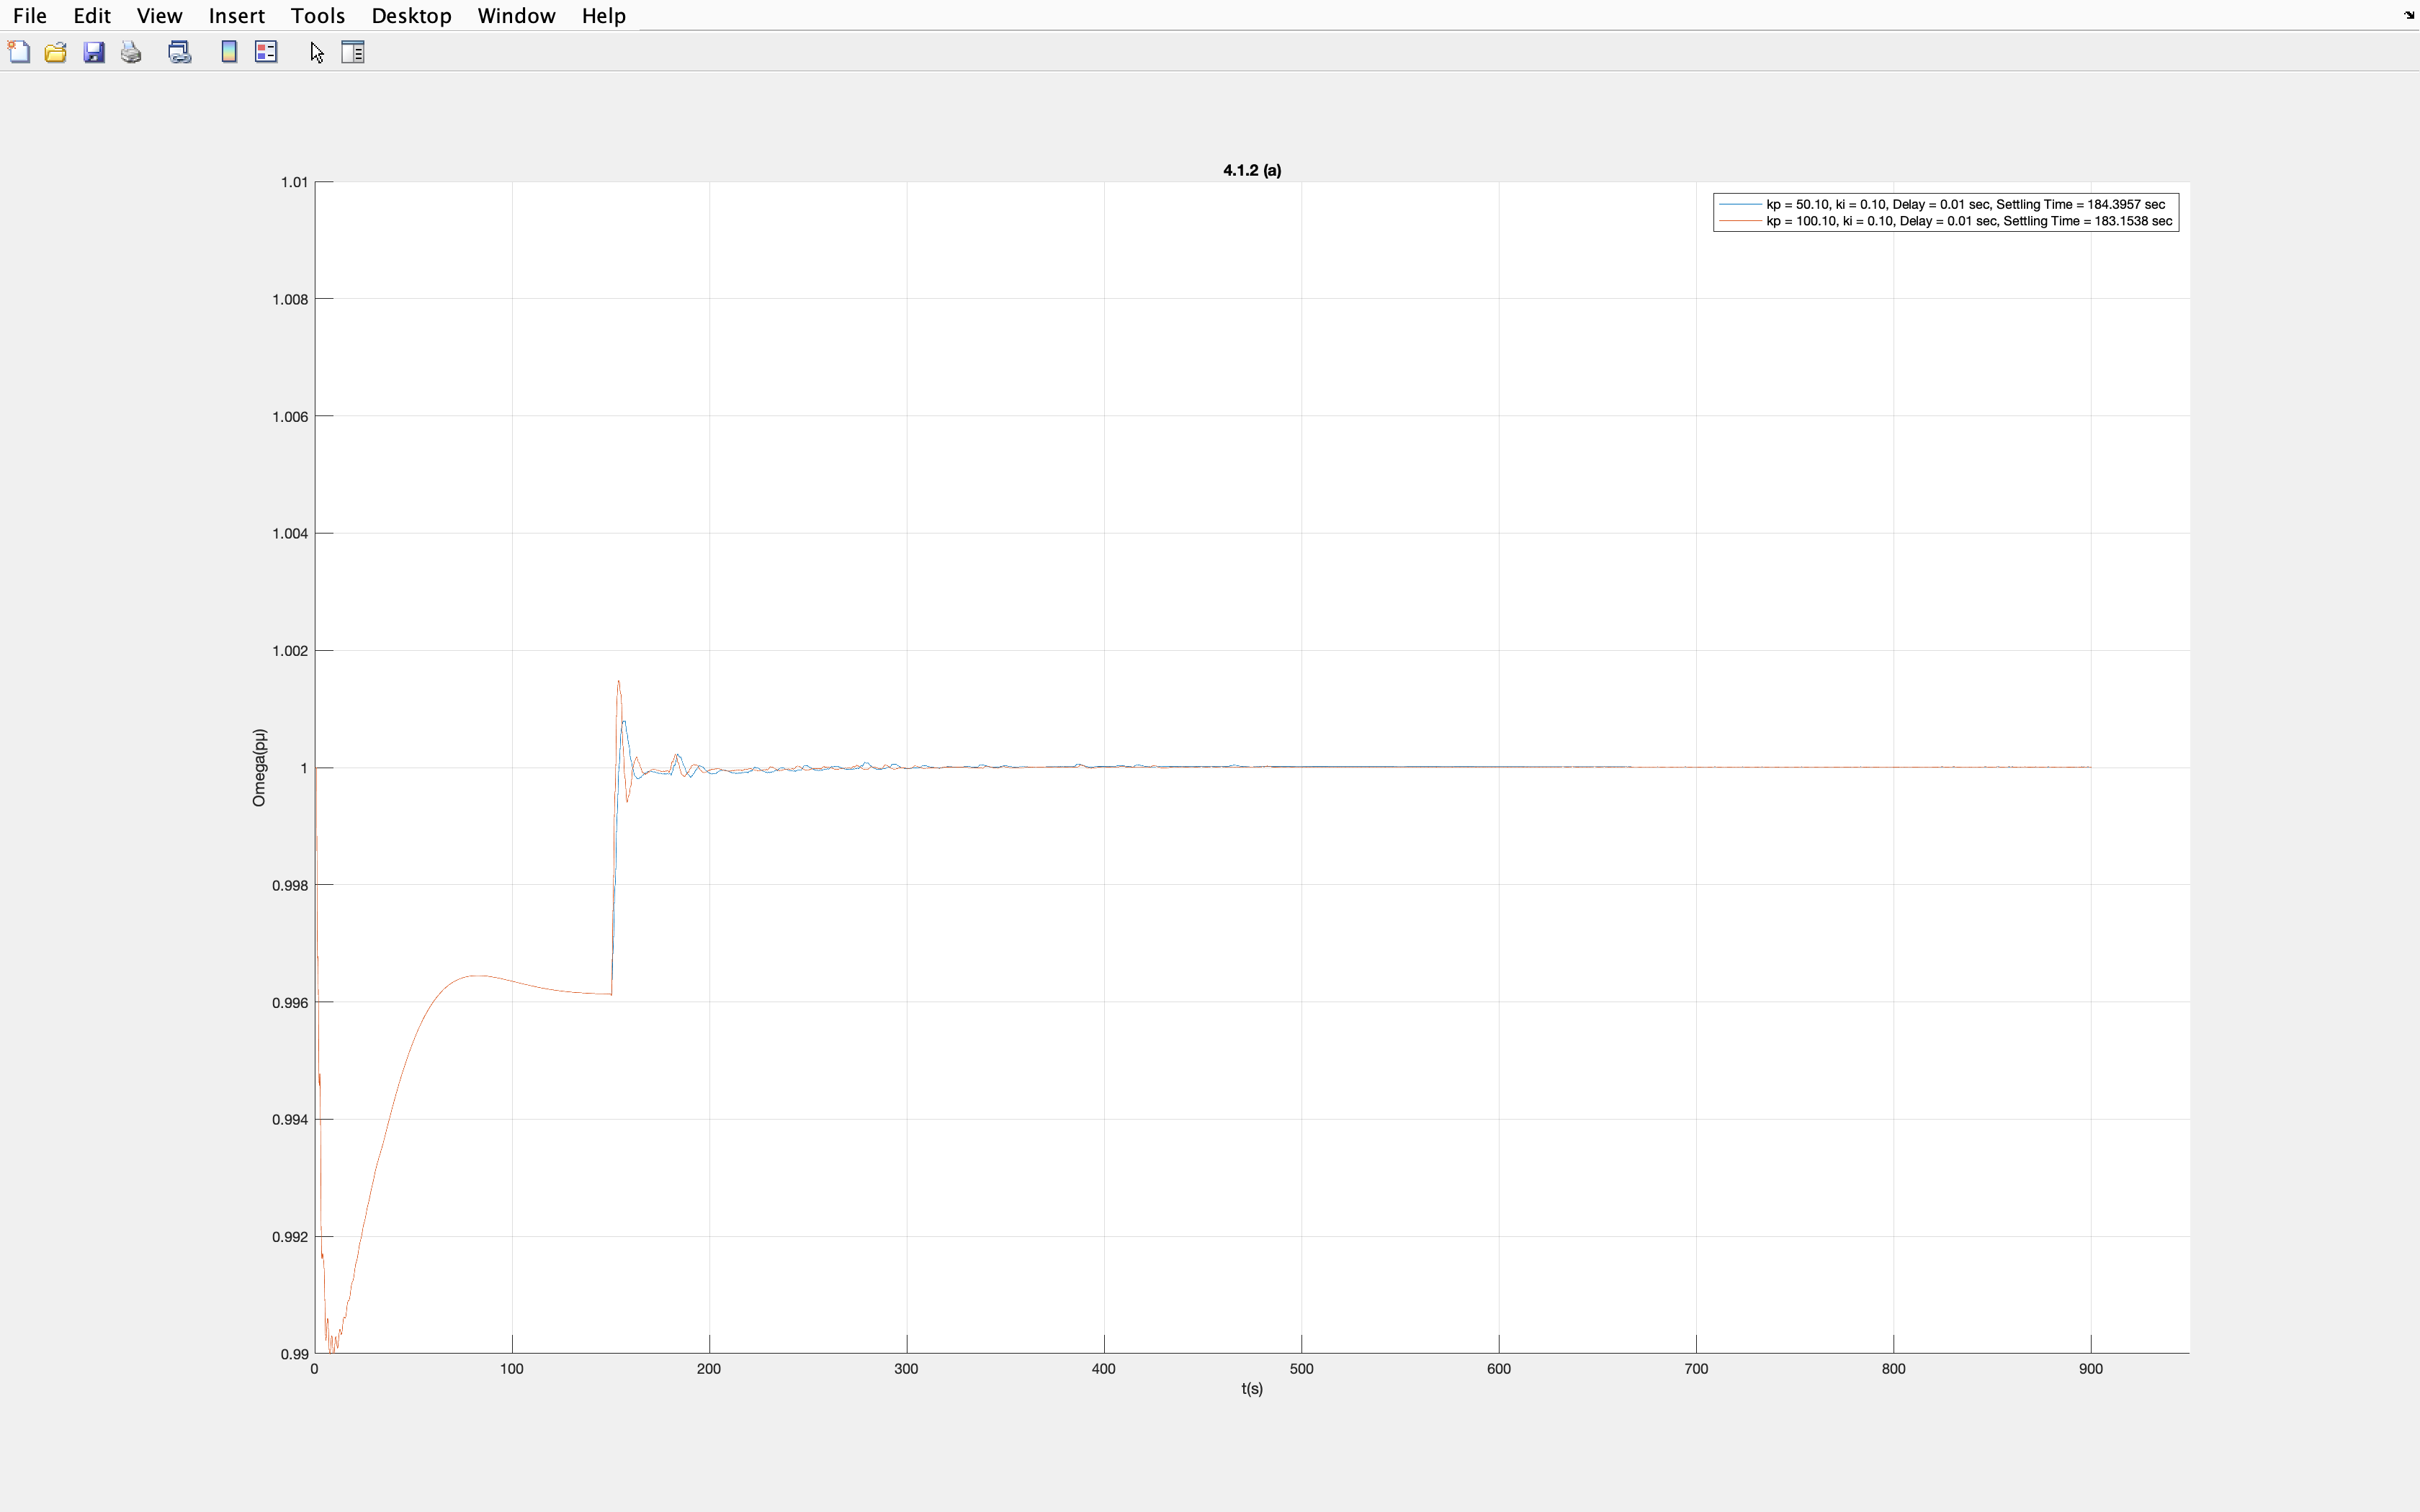 File Edit View Insert Tools Desktop Window Help
4.1.2 (a)
kp = 50.10, ki = 0.10, Delay = 0.01 sec, Settling Time = 184.3957 sec
kp = 100.10, ki = 0.10, Delay = 0.01 sec, Settling Time = 183.1538 sec
1.01
1.008
1.006
1.004
1.002
1
0.998
0.996
0.994
0.992
0.99
Omega(pμ)
0 100 200 300 400 500 600 700 800 900
t(s)